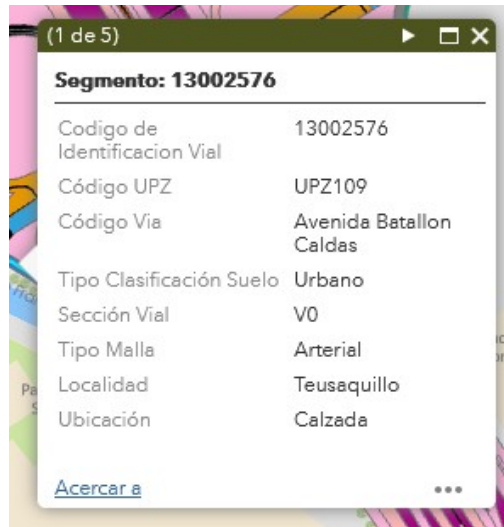 (1 de 5)
Segmento: 13002576
Codigo de 13002576
Identificacion Vial
Código UPZ UPZ109
Código Via Avenida Batallon
Caldas
Tipo Clasificación Suelo Urbano
Sección Vial V0
Tipo Malla Arterial
Localidad Teusaquillo
Ubicación Calzada
Acercar a